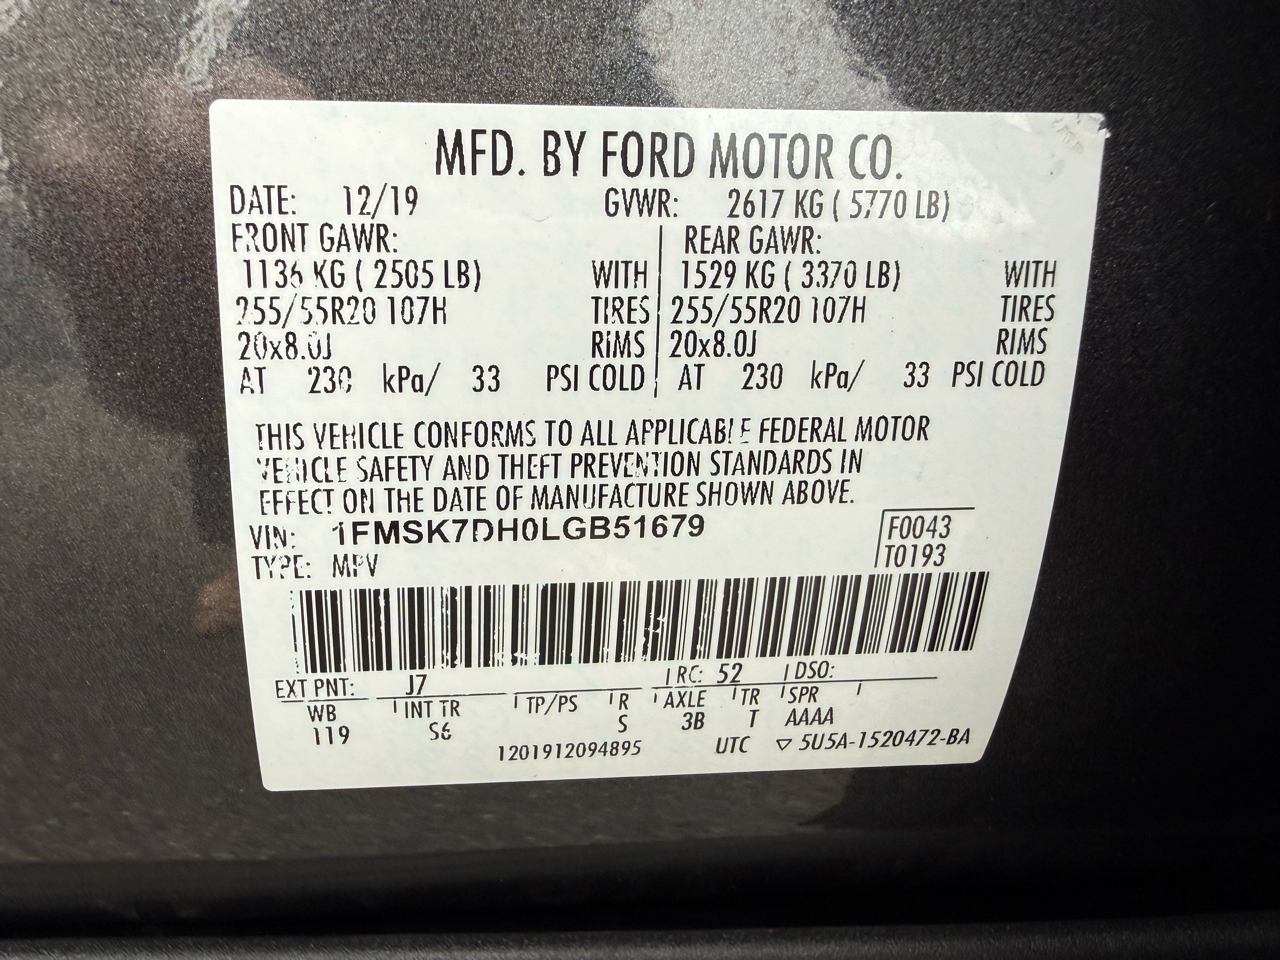 MFD. BY FORD MOTOR CO.
DATE: 12/19 GVWR: 2617 KG ( 5770 LB)
FRONT GAWR: REAR GAWR:
1136 KG ( 2505 LB) WITH 1529 KG ( 3370 LB) WITH
255/55R20 107H TIRES 255/55R20 107H TIRES
20x8.0J RIMS 20x8.0J RIMS
AT 230 kPa/ 33 PSI COLD AT 230 kPa/ 33 PSI COLD
THIS VEHICLE CONFORMS TO ALL APPLICABLE FEDERAL MOTOR
VEHICLE SAFETY AND THEFT PREVENTION STANDARDS IN
EFFECT ON THE DATE OF MANUFACTURE SHOWN ABOVE.
VIN: 1FMSK7DH0LGB51679 F0043
TYPE: MPV T0193
EXT PNT: J7 RC: 52 DSO:
WB INT TR TP/PS R AXLE TR SPR
119 S6 S 3B T AAAA
1201912094895 UTC ▽ 5U5A-1520472-BA